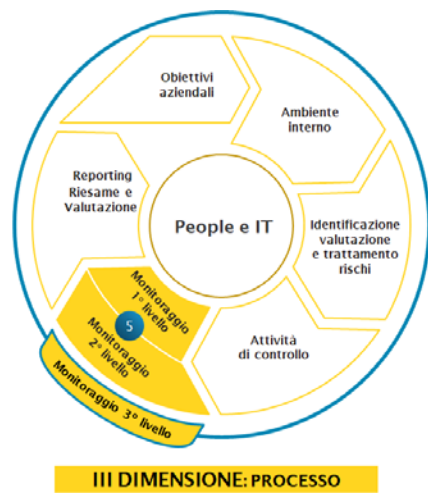 Obiettivi
aziendali
Ambiente
interno
Identificazione
valutazione
e trattamento
rischi
Attività
di controllo
Monitoraggio
1° livello
5
Monitoraggio
2° livello
Monitoraggio 3° livello
Reporting
Riesame e
Valutazione
People e IT
III DIMENSIONE: PROCESSO